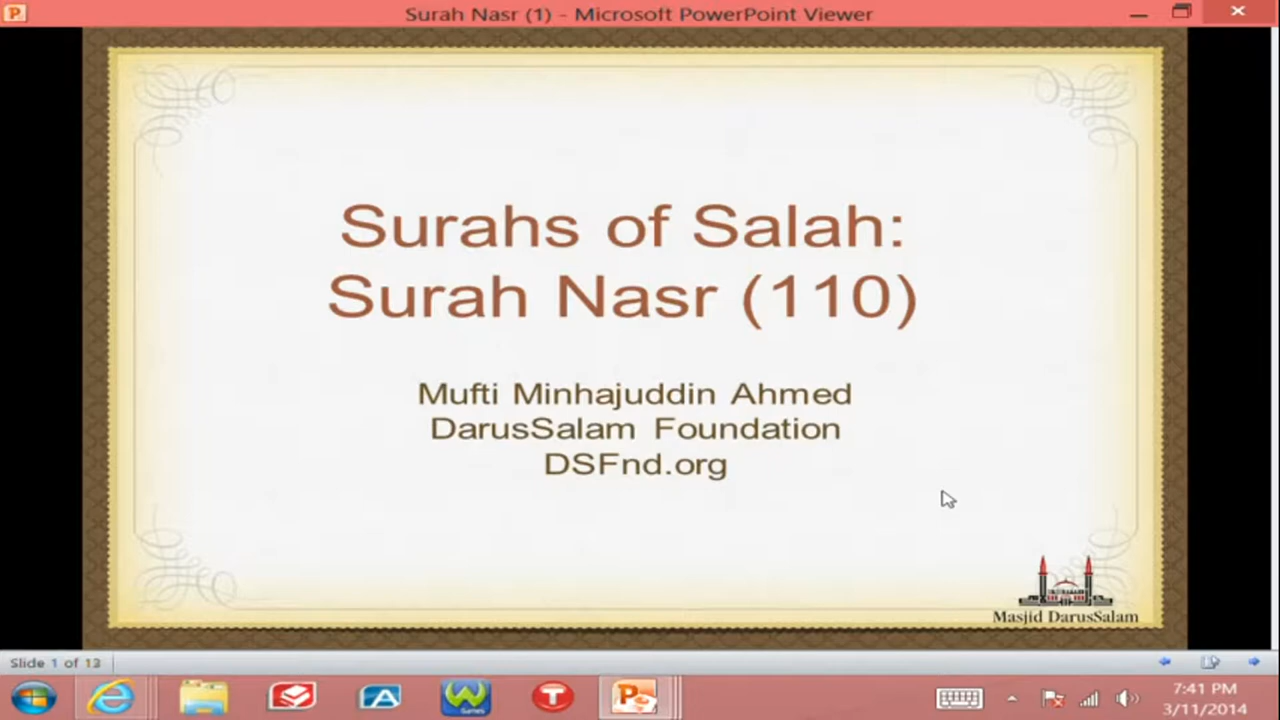 Surah Nasr (1) - Microsoft PowerPoint Viewer
Surahs of Salah:
Surah Nasr (110)
Mufti Minhajuddin Ahmed
DarusSalam Foundation
DSFnd.org
Masjid DarusSalam
Slide 1 of 13
Games
7:41 PM
3/11/2014